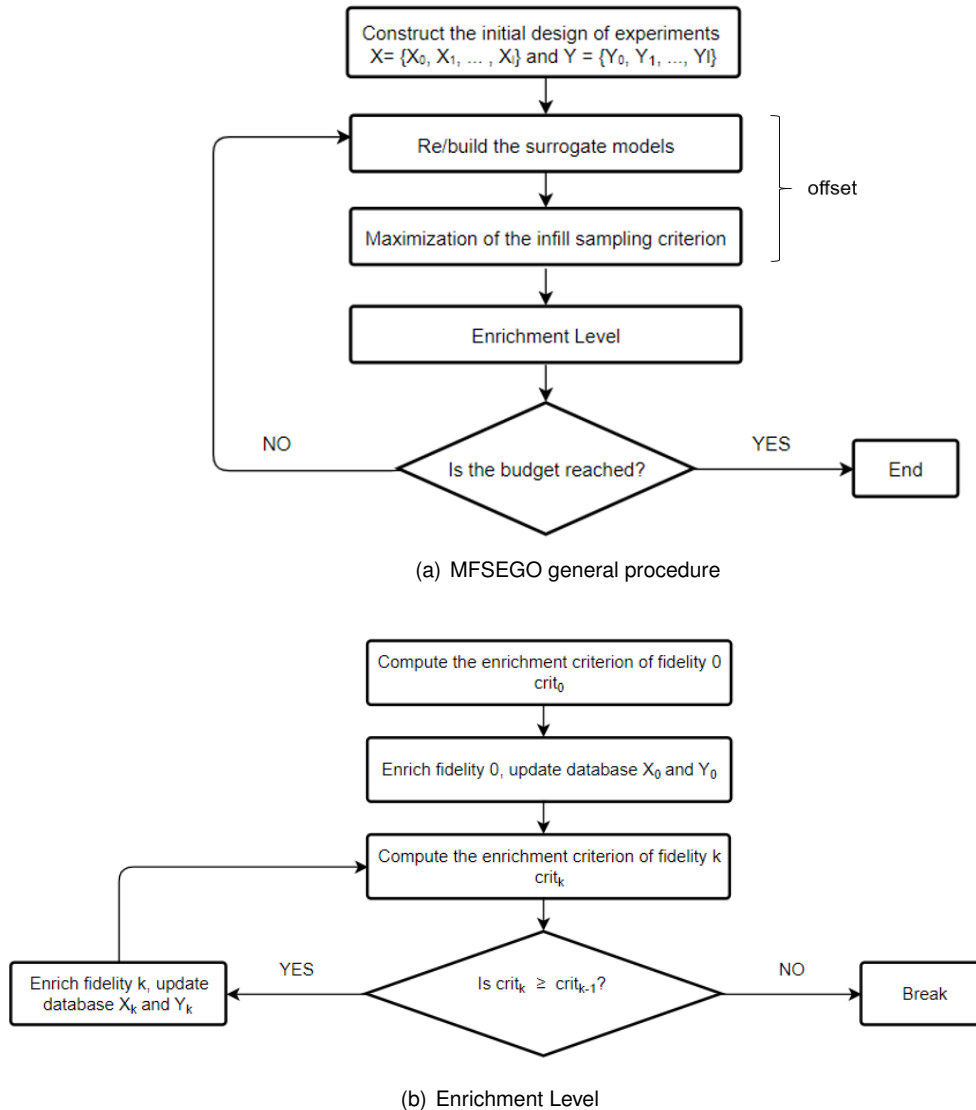 Construct the initial design of experiments
X= {X₀, X₁, ... , Xₗ} and Y = {Y₀, Y₁, ..., Yl}
Re/build the surrogate models
offset
Maximization of the infill sampling criterion
Enrichment Level
NO
YES
Is the budget reached?
End
(a) MFSEGO general procedure
Compute the enrichment criterion of fidelity 0
crit₀
Enrich fidelity 0, update database X₀ and Y₀
Compute the enrichment criterion of fidelity k
critₖ
YES
NO
Is critₖ ≥ critₖ₋₁?
Enrich fidelity k, update
database Xₖ and Yₖ
Break
(b) Enrichment Level